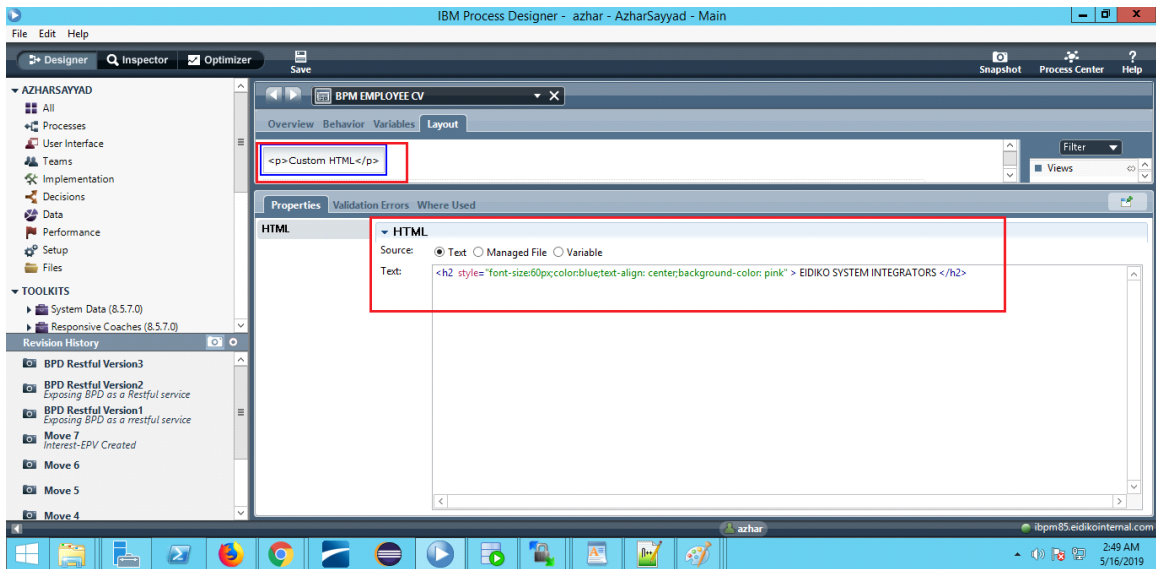 IBM Process Designer - azhar - AzharSayyad - Main
File Edit Help
Designer Inspector Optimizer Save Snapshot Process Center Help
AZHARSAYYAD
All
Processes
User Interface
Teams
Implementation
Decisions
Data
Performance
Setup
Files
TOOLKITS
System Data (8.5.7.0)
Responsive Coaches (8.5.7.0)
Revision History
BPD Restful Version3
BPD Restful Version2
Exposing BPD as a Restful service
BPD Restful Version1
Exposing BPD as a rrestful service
Move 7
Interest-EPV Created
Move 6
Move 5
Move 4
BPM EMPLOYEE CV
Overview Behavior Variables Layout
<p>Custom HTML</p>
Filter
Views
Properties Validation Errors Where Used
HTML
HTML
Source: Text Managed File Variable
Text: <h2 style="font-size:60px;color:blue;text-align: center;background-color: pink" > EIDIKO SYSTEM INTEGRATORS </h2>
azhar
ibpm85.eidikointernal.com
2:49 AM
5/16/2019